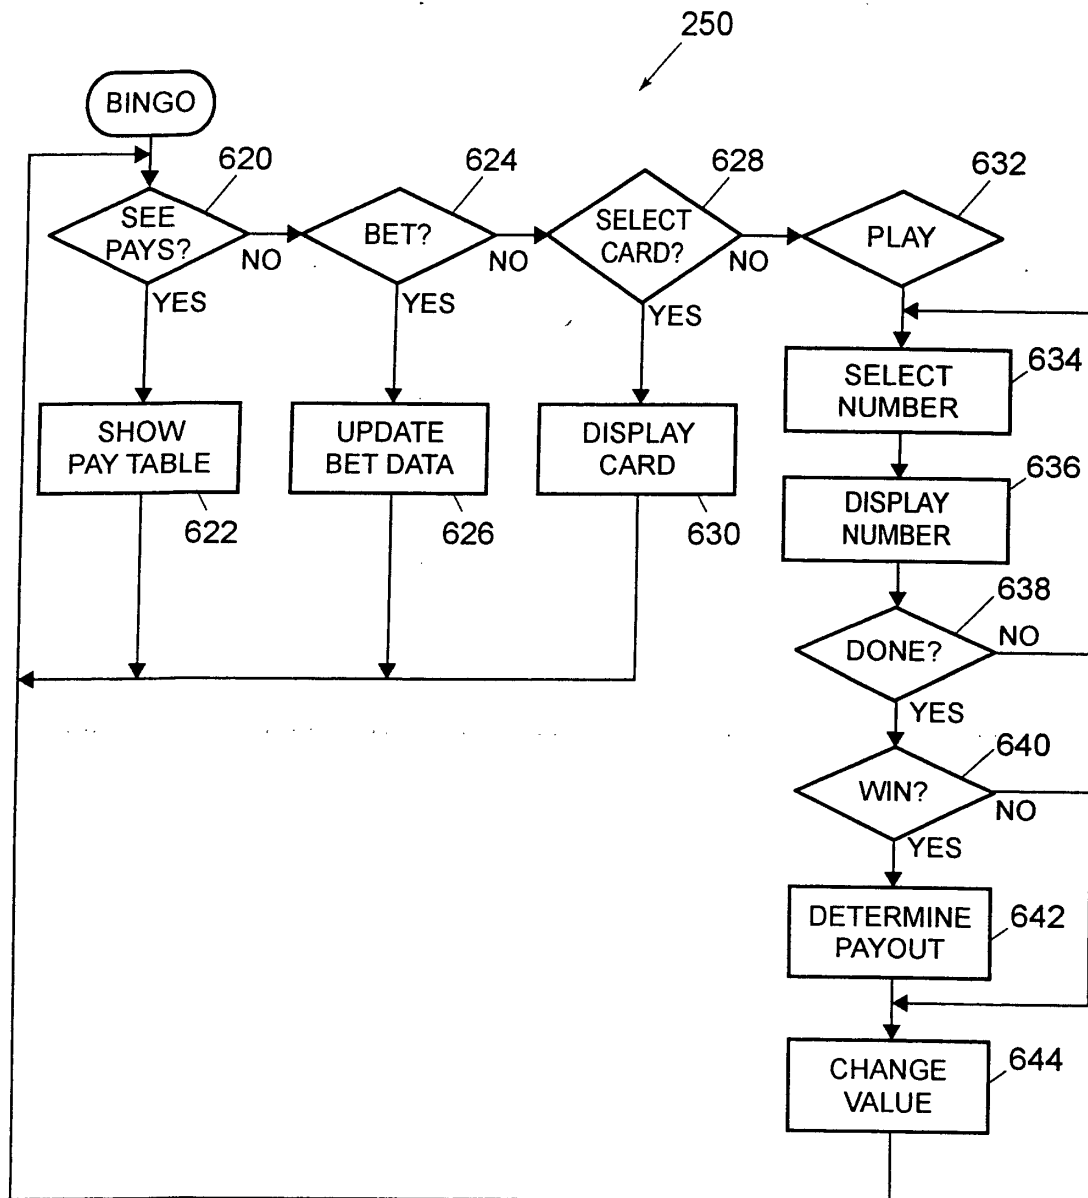 250
BINGO
620
624
628
632
SEE
PAYS?
NO
YES
BET?
NO
YES
SELECT
CARD?
NO
YES
PLAY
SHOW
PAY TABLE
622
UPDATE
BET DATA
626
DISPLAY
CARD
630
SELECT
NUMBER
634
DISPLAY
NUMBER
636
DONE?
638
NO
YES
WIN?
640
NO
YES
DETERMINE
PAYOUT
642
CHANGE
VALUE
644